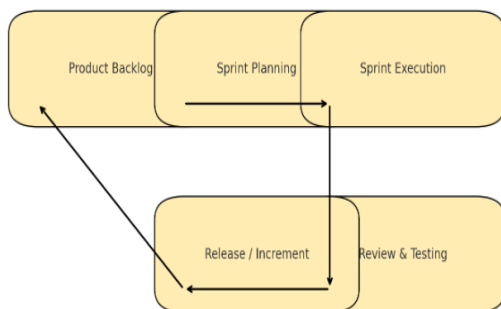 Product Backlog
Sprint Planning
Sprint Execution
Release / Increment
Review & Testing